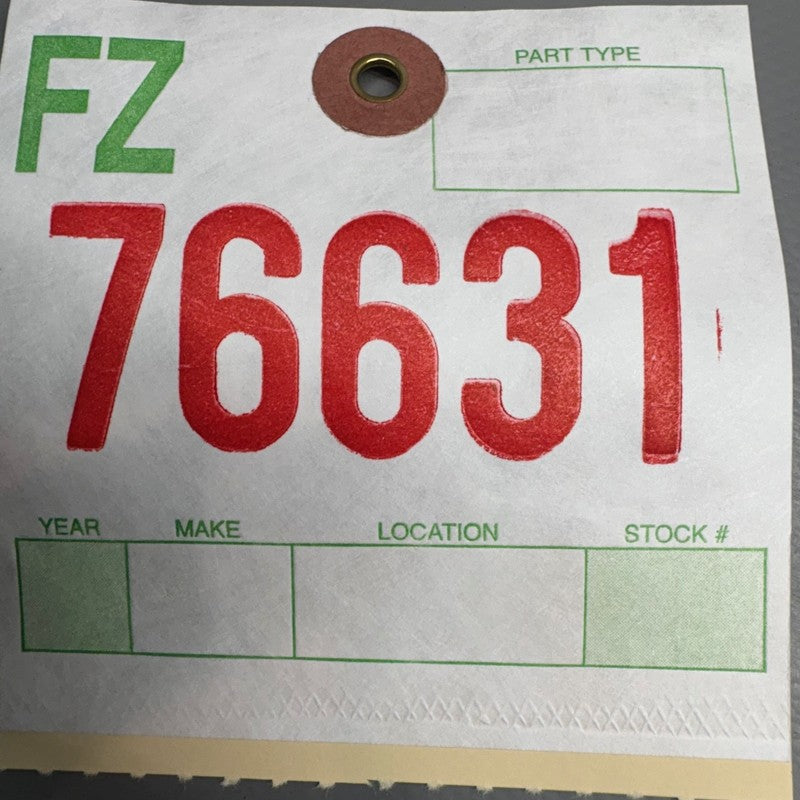 FZ
PART TYPE
76631
YEAR MAKE LOCATION STOCK #